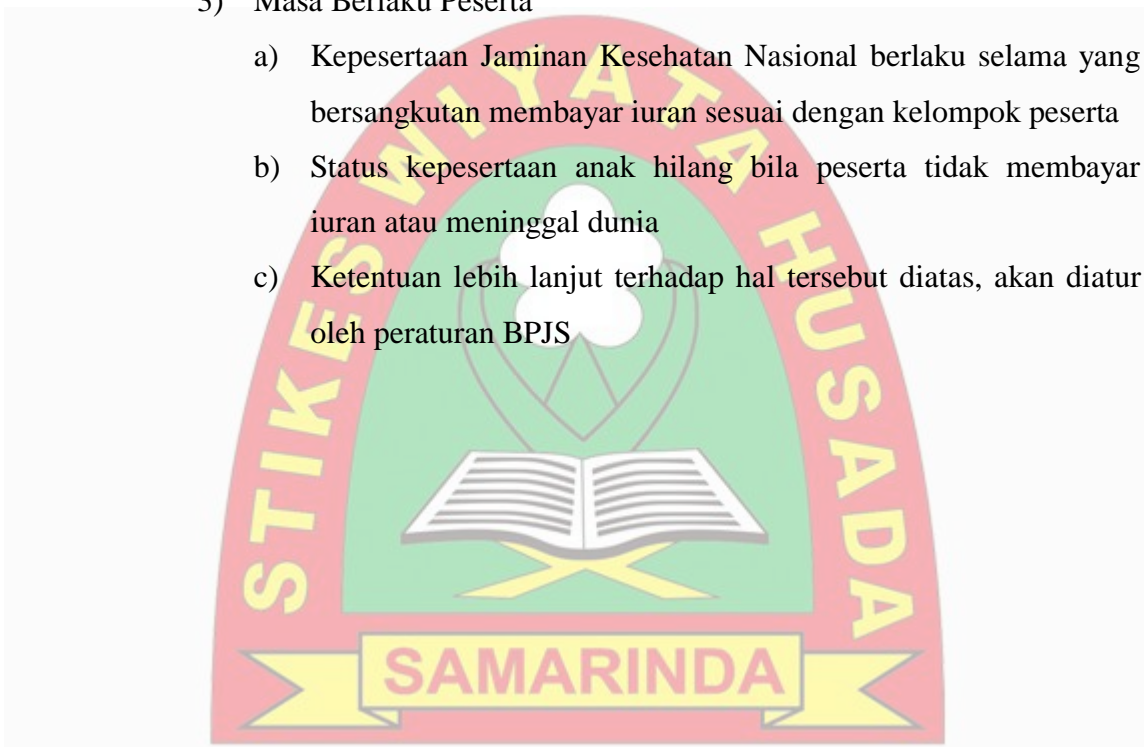 Masa Berlaku Peserta
a) Kepesertaan Jaminan Kesehatan Nasional berlaku selama yang
bersangkutan membayar iuran sesuai dengan kelompok peserta
b) Status kepesertaan anak hilang bila peserta tidak membayar
iuran atau meninggal dunia
c) Ketentuan lebih lanjut terhadap hal tersebut diatas, akan diatur
oleh peraturan BPJS
STIKES WIYATA HUSADA
SAMARINDA